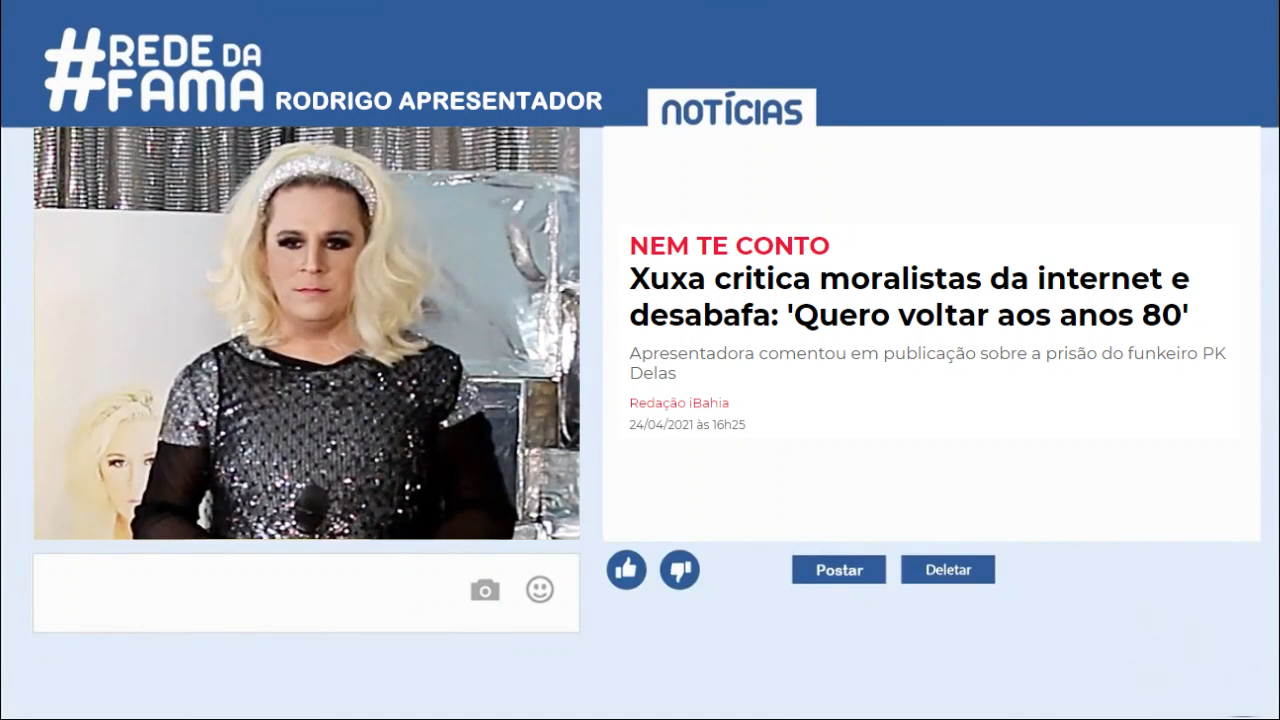 #REDE DA
FAMA RODRIGO APRESENTADOR
NOTÍCIAS
NEM TE CONTO
Xuxa critica moralistas da internet e
desabafa: 'Quero voltar aos anos 80'
Apresentadora comentou em publicação sobre a prisão do funkeiro PK
Delas
Redação iBahia
24/04/2021 às 16h25
Postar Deletar